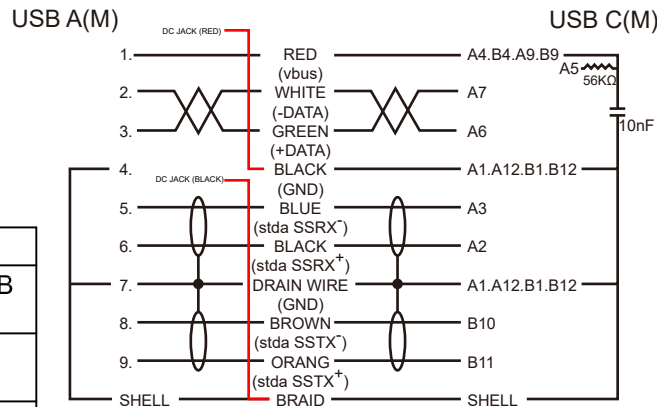 USB A(M) USB C(M)
DC JACK (RED)
1. RED A4.B4.A9.B9
(vbus) A5
56KΩ
2. WHITE A7
(-DATA)
10nF
3. GREEN A6
(+DATA)
4. BLACK A1.A12.B1.B12
DC JACK (BLACK)
(GND)
5. BLUE A3
(stda SSRX⁻)
6. BLACK A2
(stda SSRX⁺)
B
7. DRAIN WIRE A1.A12.B1.B12
(GND)
8. BROWN B10
(stda SSTX⁻)
9. ORANG B11
(stda SSTX⁺)
SHELL BRAID SHELL